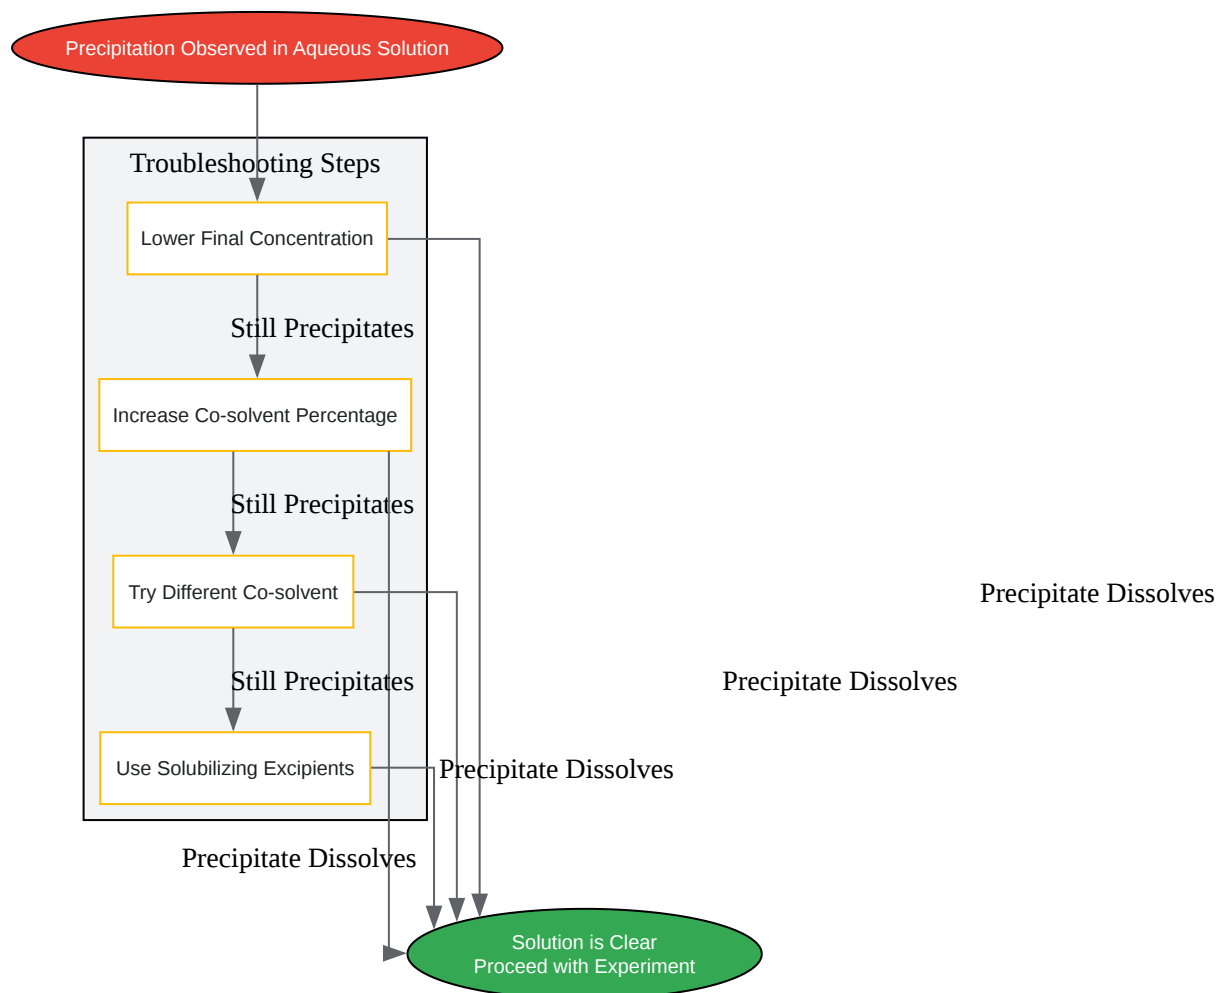 Precipitation Observed in Aqueous Solution
Troubleshooting Steps
Lower Final Concentration
Still Precipitates
Increase Co-solvent Percentage
Still Precipitates
Try Different Co-solvent
Precipitate Dissolves
Still Precipitates
Precipitate Dissolves
Use Solubilizing Excipients
Precipitate Dissolves
Precipitate Dissolves
Solution is Clear
Proceed with Experiment